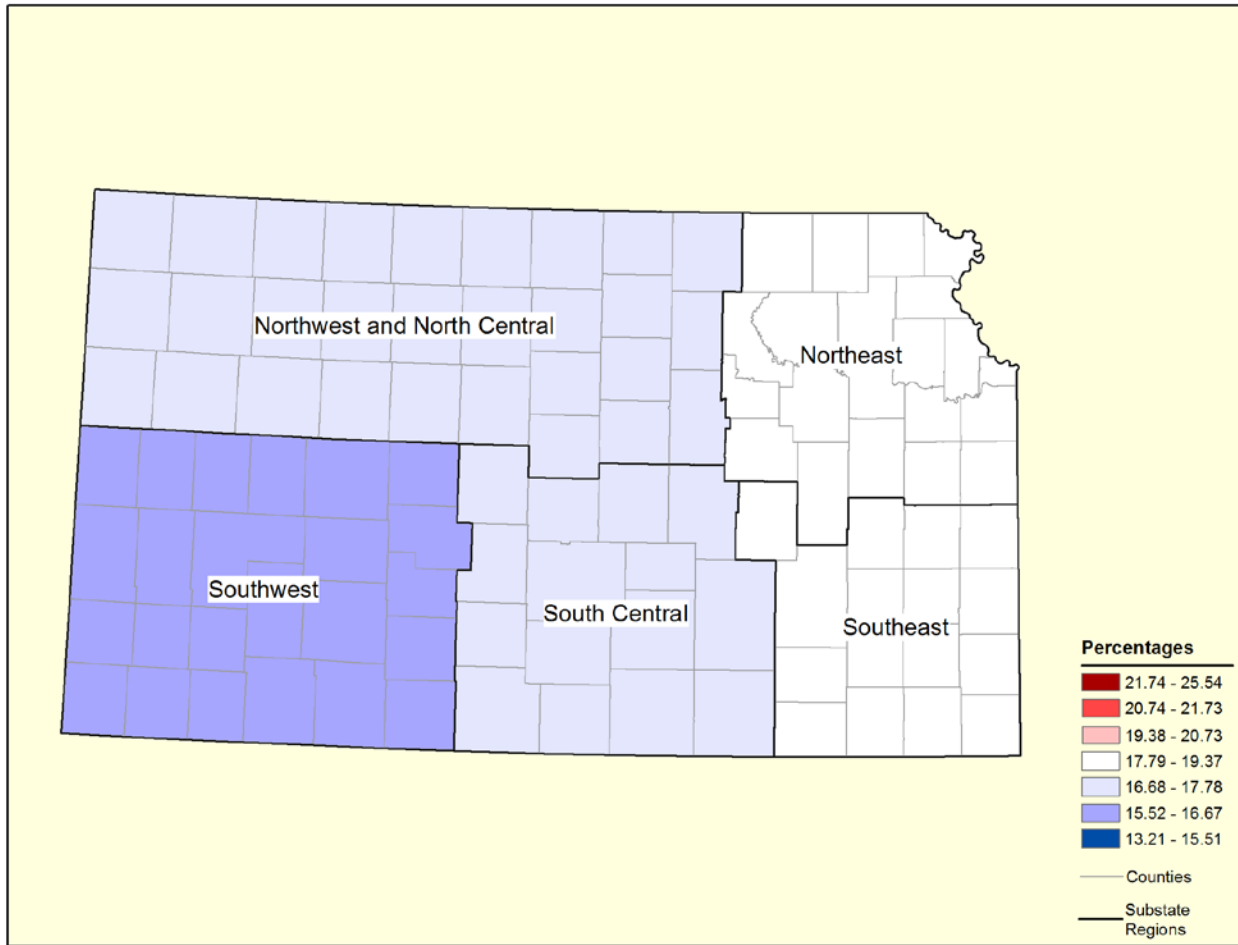 Northwest and North Central
Northeast
Southwest
South Central
Southeast
Percentages
21.74 - 25.54
20.74 - 21.73
19.38 - 20.73
17.79 - 19.37
16.68 - 17.78
15.52 - 16.67
13.21 - 15.51
Counties
Substate
Regions